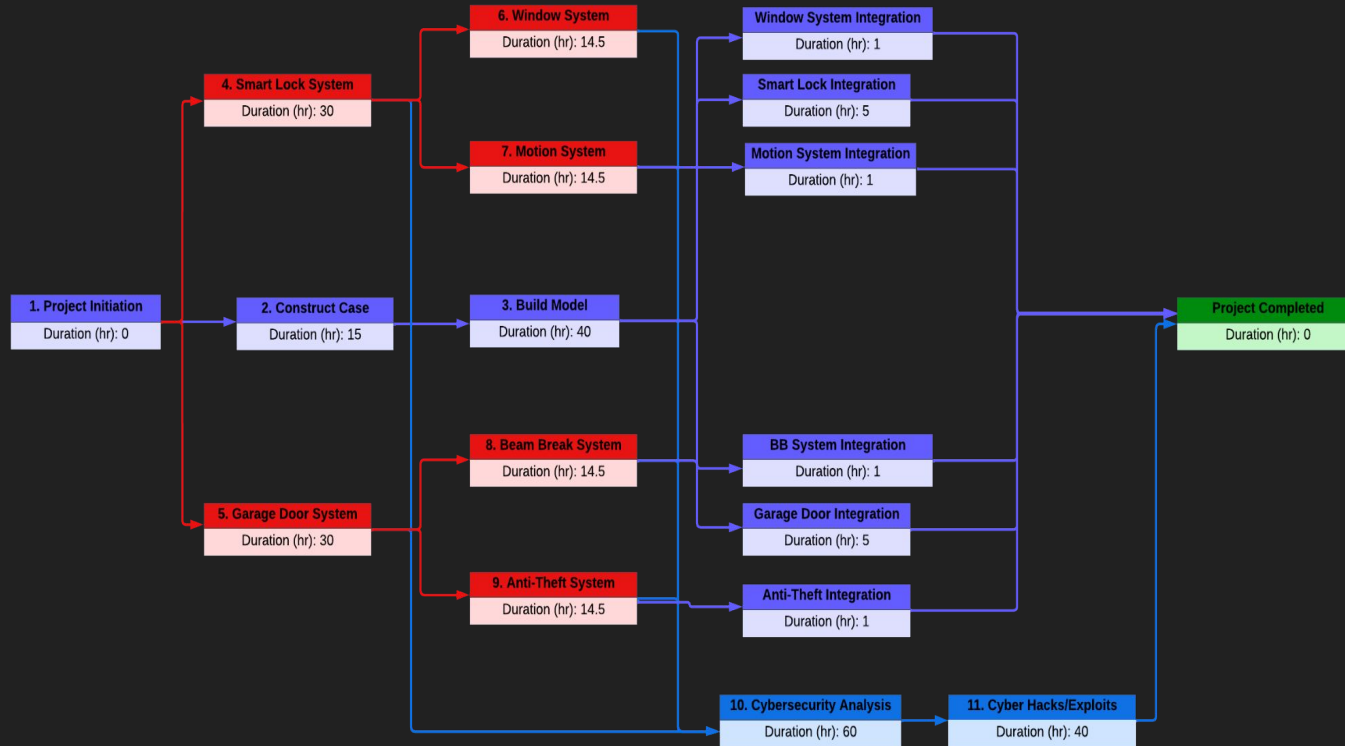 6. Window System
Duration (hr): 14.5
Window System Integration
Duration (hr): 1
4. Smart Lock System
Duration (hr): 30
Smart Lock Integration
Duration (hr): 5
7. Motion System
Duration (hr): 14.5
Motion System Integration
Duration (hr): 1
1. Project Initiation
Duration (hr): 0
2. Construct Case
Duration (hr): 15
3. Build Model
Duration (hr): 40
Project Completed
Duration (hr): 0
8. Beam Break System
Duration (hr): 14.5
BB System Integration
Duration (hr): 1
5. Garage Door System
Duration (hr): 30
Garage Door Integration
Duration (hr): 5
9. Anti-Theft System
Duration (hr): 14.5
Anti-Theft Integration
Duration (hr): 1
10. Cybersecurity Analysis
Duration (hr): 60
11. Cyber Hacks/Exploits
Duration (hr): 40